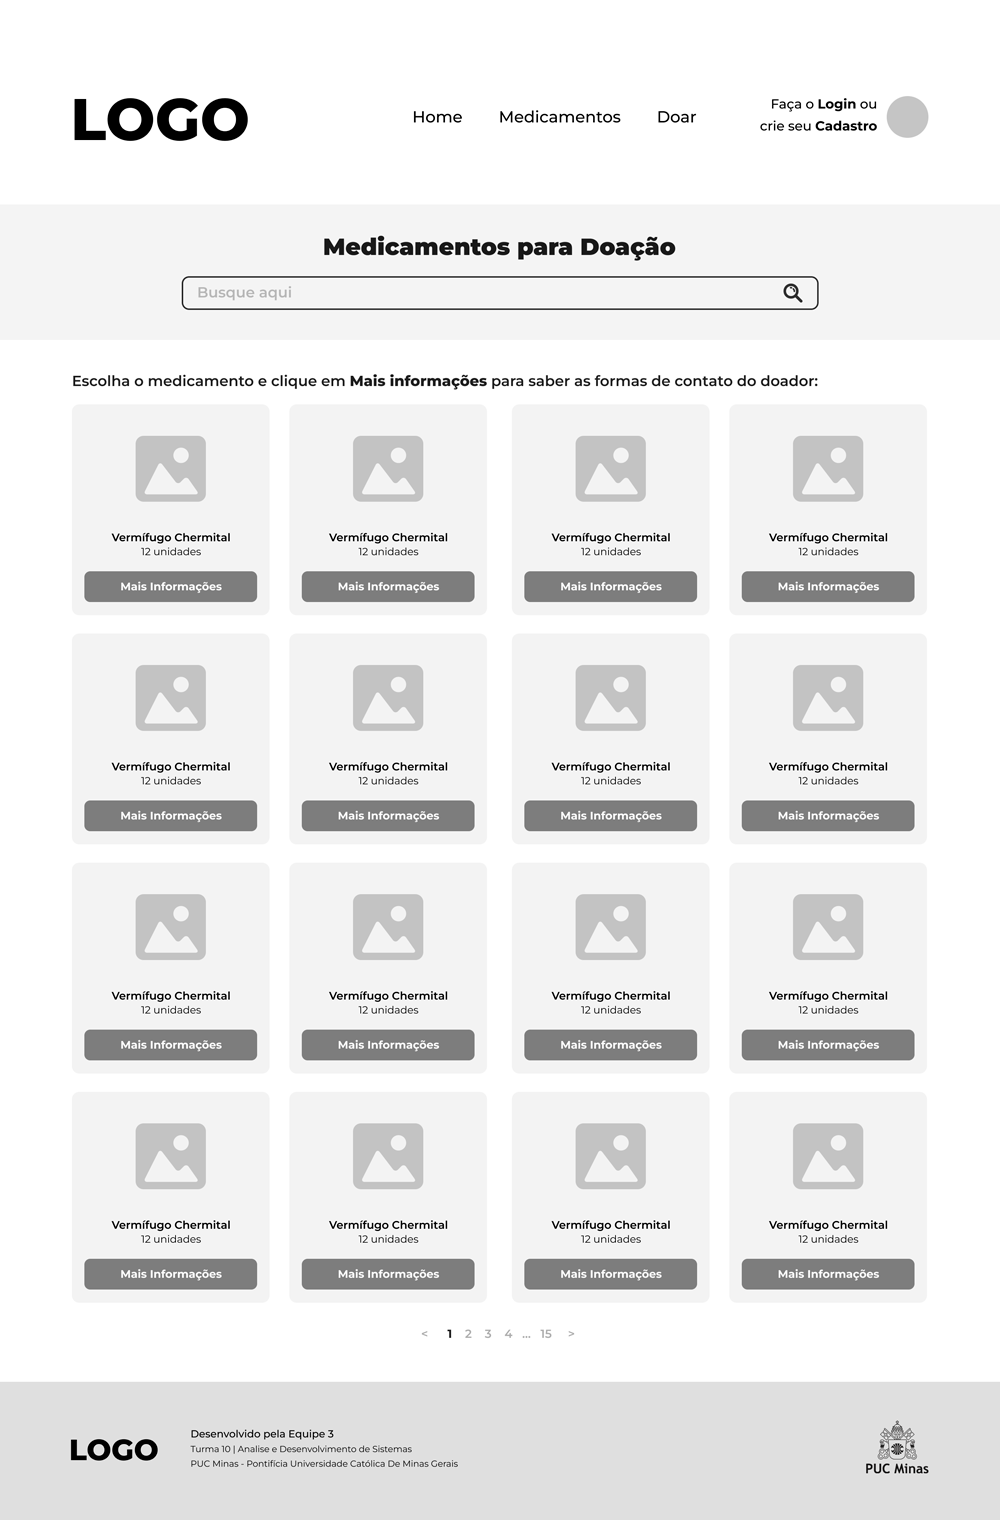 LOGO
Home Medicamentos Doar
Faça o Login ou
crie seu Cadastro
Medicamentos para Doação
Busque aqui
Escolha o medicamento e clique em Mais informações para saber as formas de contato do doador:
Vermífugo Chermital Vermífugo Chermital Vermífugo Chermital Vermífugo Chermital
12 unidades 12 unidades 12 unidades 12 unidades
Mais Informações Mais Informações Mais Informações Mais Informações
Vermífugo Chermital Vermífugo Chermital Vermífugo Chermital Vermífugo Chermital
12 unidades 12 unidades 12 unidades 12 unidades
Mais Informações Mais Informações Mais Informações Mais Informações
Vermífugo Chermital Vermífugo Chermital Vermífugo Chermital Vermífugo Chermital
12 unidades 12 unidades 12 unidades 12 unidades
Mais Informações Mais Informações Mais Informações Mais Informações
Vermífugo Chermital Vermífugo Chermital Vermífugo Chermital Vermífugo Chermital
12 unidades 12 unidades 12 unidades 12 unidades
Mais Informações Mais Informações Mais Informações Mais Informações
< 1 2 3 4 ... 15 >
LOGO
Desenvolvido pela Equipe 3
Turma 10 | Analise e Desenvolvimento de Sistemas
PUC Minas - Pontifícia Universidade Católica De Minas Gerais
PUC Minas